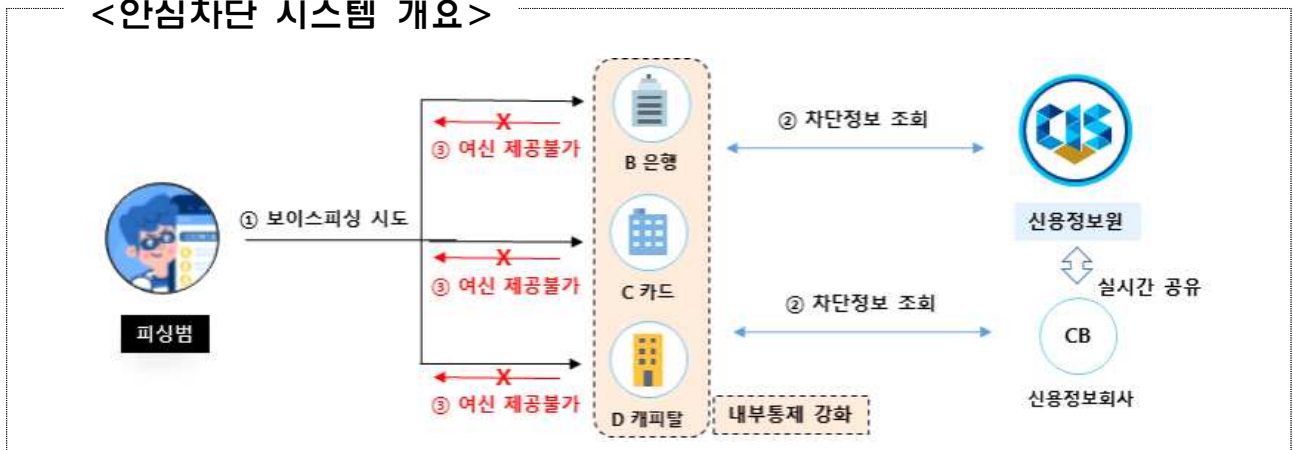 <안심차단 시스템 개요>
① 보이스피싱 시도
피싱범
X
③ 여신 제공불가
B 은행
X
③ 여신 제공불가
C 카드
X
③ 여신 제공불가
D 캐피탈
내부통제 강화
② 차단정보 조회
② 차단정보 조회
CIS
신용정보원
실시간 공유
CB
신용정보회사